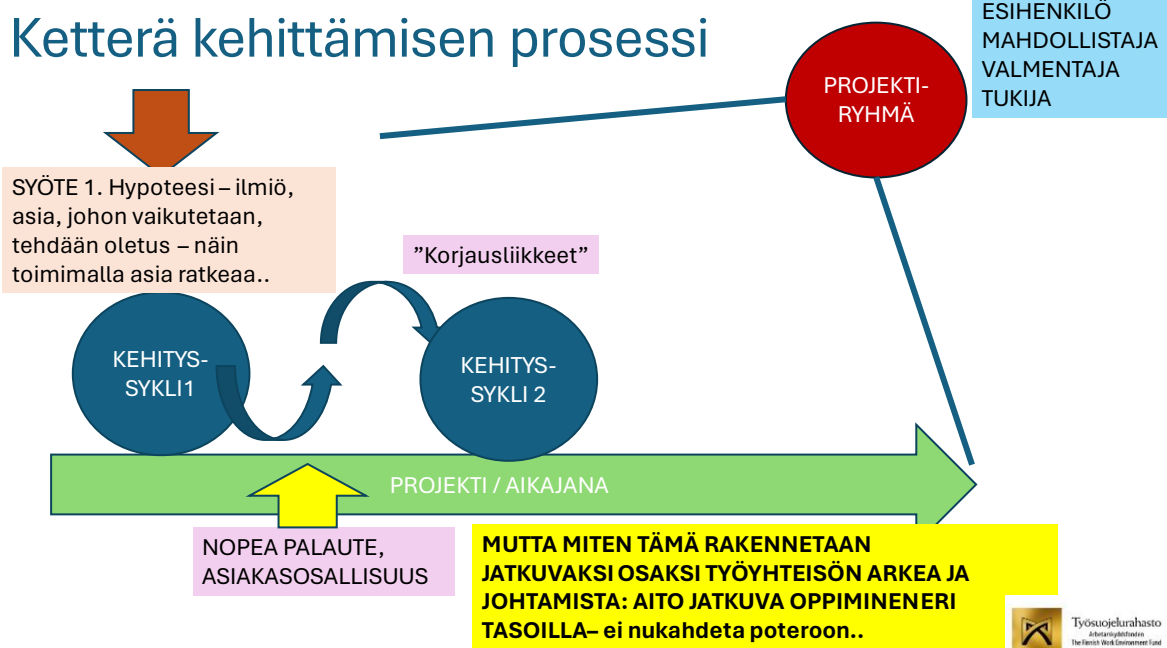 Ketterä kehittämisen prosessi
ESIHENKILÖ
MAHDOLLISTAJA
VALMENTAJA
TUKIJA
PROJEKTI-
RYHMÄ
SYÖTE 1. Hypoteesi – ilmiö,
asia, johon vaikutetaan,
tehdään oletus – näin
toimimalla asia ratkeaa..
"Korjausliikkeet"
KEHITYS-
SYKLI1
KEHITYS-
SYKLI 2
PROJEKTI / AIKAJANA
NOPEA PALAUTE,
ASIAKASOSALLISUUS
MUTTA MITEN TÄMÄ RAKENNETAAN
JATKUVAKSI OSAKSI TYÖYHTEISÖN ARKEA JA
JOHTAMISTA: AITO JATKUVA OPPIMINENERI
TASOILLA– ei nukahdeta poteroon..
Työsuojelurahasto
Arbetarskyddsfonden
The Finnish Work Environment Fund